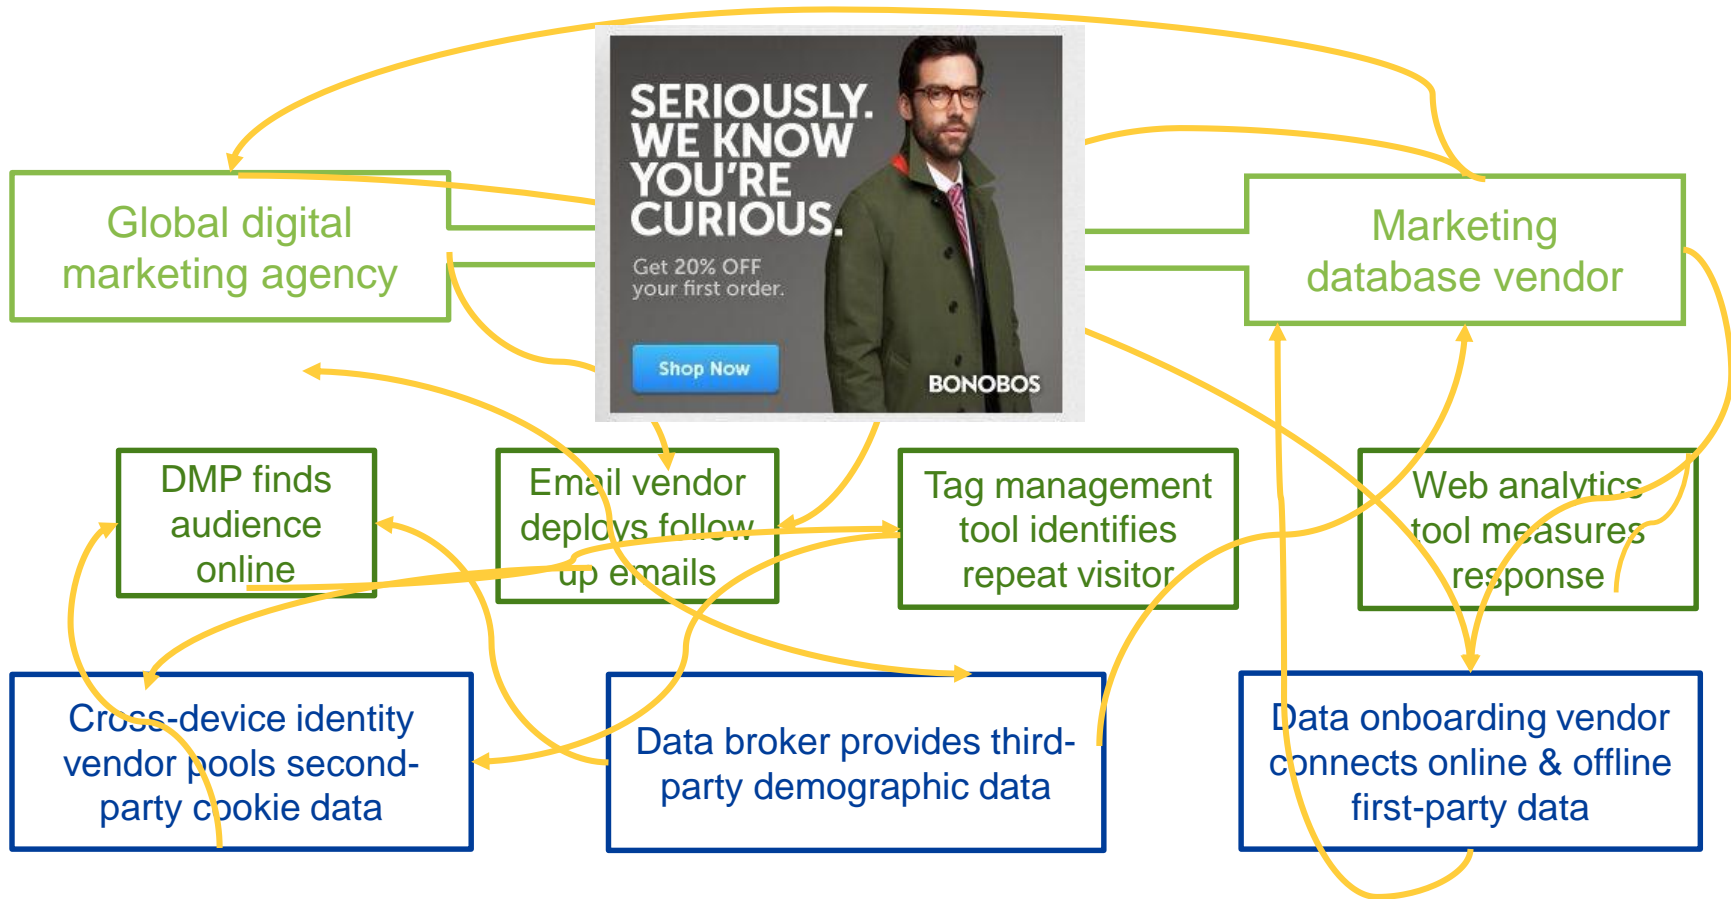 SERIOUSLY.
WE KNOW
YOU'RE
CURIOUS.
Get 20% OFF
your first order.
Shop Now
BONOBOS
Global digital
marketing agency
Marketing
database vendor
DMP finds
audience
online
Email vendor
deploys follow
up emails
Tag management
tool identifies
repeat visitor
Web analytics
tool measures
response
Cross-device identity
vendor pools second-
party cookie data
Data broker provides third-
party demographic data
Data onboarding vendor
connects online & offline
first-party data